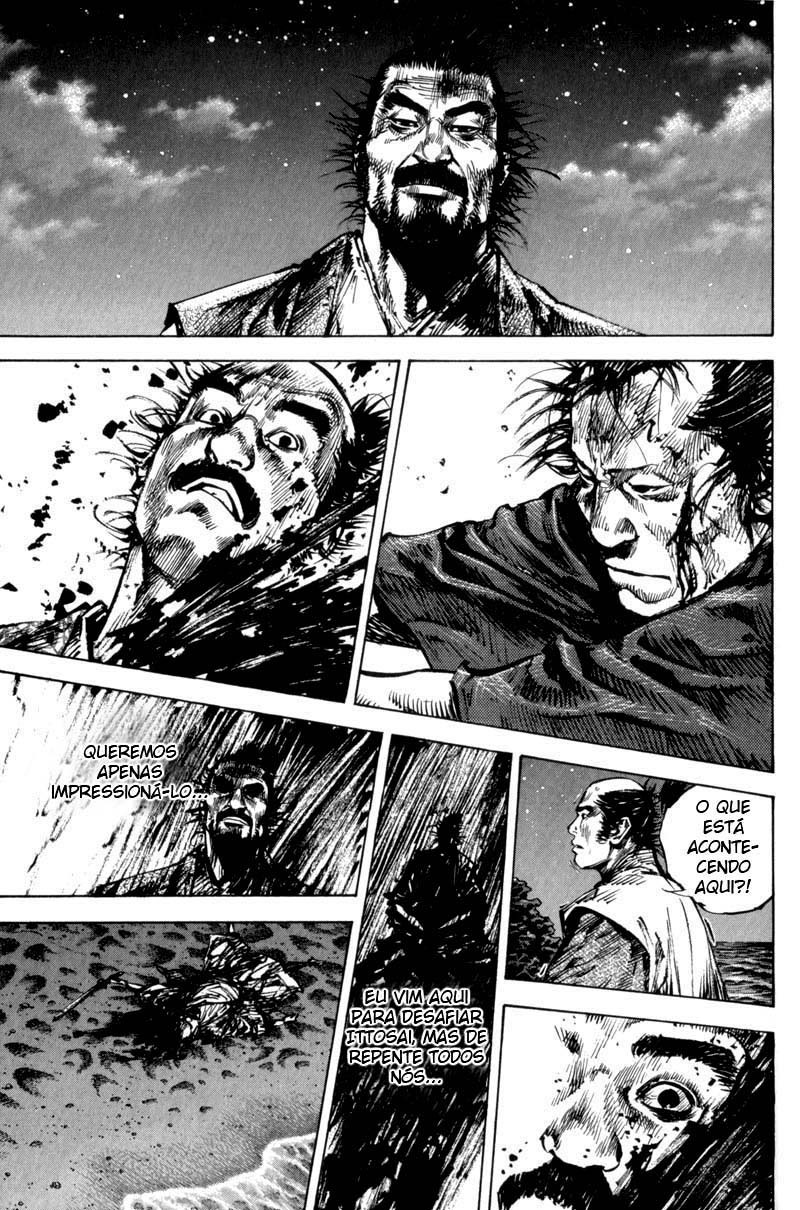 O QUE
ESTÁ
ACONTE-
CENDO
AQUI?!
EU VIM AQUI
PARA DESAFIAR
ITTOSAI, MAS DE
REPENTE TODOS
NÓS...
QUEREMOS
APENAS
IMPRESSIONÁ-LO...